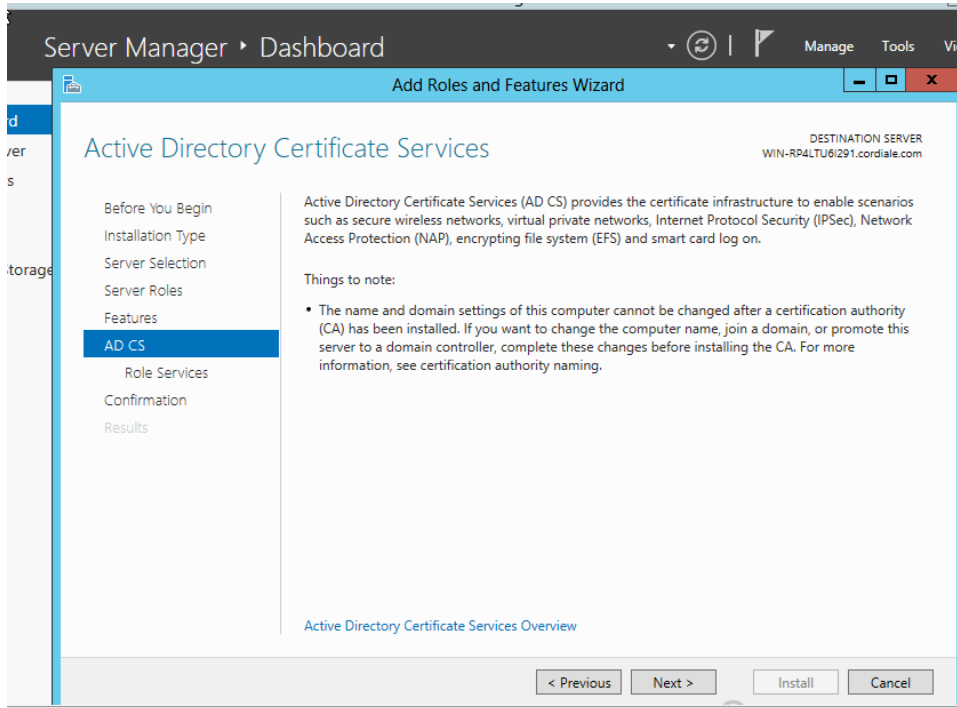 Server Manager ‣ Dashboard
Manage Tools Vi
Add Roles and Features Wizard
rd
ver
s
torage
Active Directory Certificate Services
DESTINATION SERVER
WIN-RP4LTU6I291.cordiale.com
Before You Begin
Installation Type
Server Selection
Server Roles
Features
AD CS
Role Services
Confirmation
Results
Active Directory Certificate Services (AD CS) provides the certificate infrastructure to enable scenarios
such as secure wireless networks, virtual private networks, Internet Protocol Security (IPSec), Network
Access Protection (NAP), encrypting file system (EFS) and smart card log on.
Things to note:
• The name and domain settings of this computer cannot be changed after a certification authority
(CA) has been installed. If you want to change the computer name, join a domain, or promote this
server to a domain controller, complete these changes before installing the CA. For more
information, see certification authority naming.
Active Directory Certificate Services Overview
< Previous
Next >
Install
Cancel